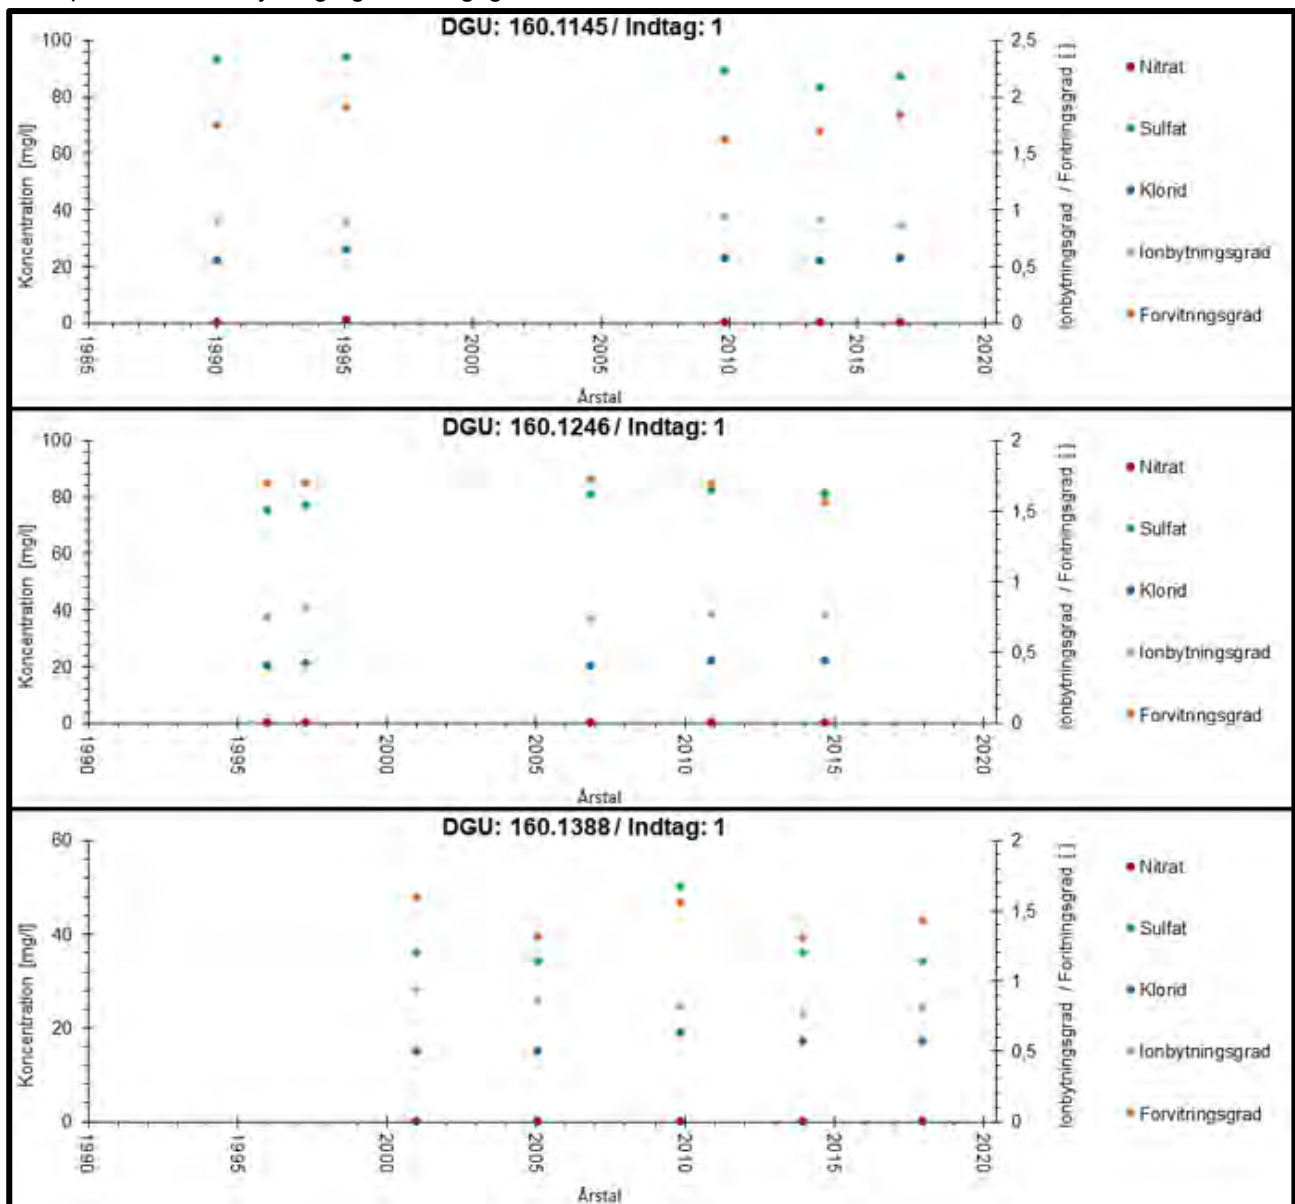 DGU: 160.1145 / Indtag: 1
Koncentration [mg/l]
100
80
60
40
20
0
2,5
2
1,5
1
0,5
0
Ionbytningsgrad / Forvitringsgrad [ ]
1985
1990
1995
2000
2005
2010
2015
2020
Årstal
Nitrat
Sulfat
Klorid
Ionbytningsgrad
Forvitringsgrad
DGU: 160.1246 / Indtag: 1
Koncentration [mg/l]
100
80
60
40
20
0
2
1,5
1
0,5
0
Ionbytningsgrad / Forvitringsgrad [ ]
1990
1995
2000
2005
2010
2015
2020
Årstal
Nitrat
Sulfat
Klorid
Ionbytningsgrad
Forvitringsgrad
DGU: 160.1388 / Indtag: 1
Koncentration [mg/l]
60
40
20
0
2
1,5
1
0,5
0
Ionbytningsgrad / Forvitringsgrad [ ]
1990
1995
2000
2005
2010
2015
2020
Årstal
Nitrat
Sulfat
Klorid
Ionbytningsgrad
Forvitringsgrad